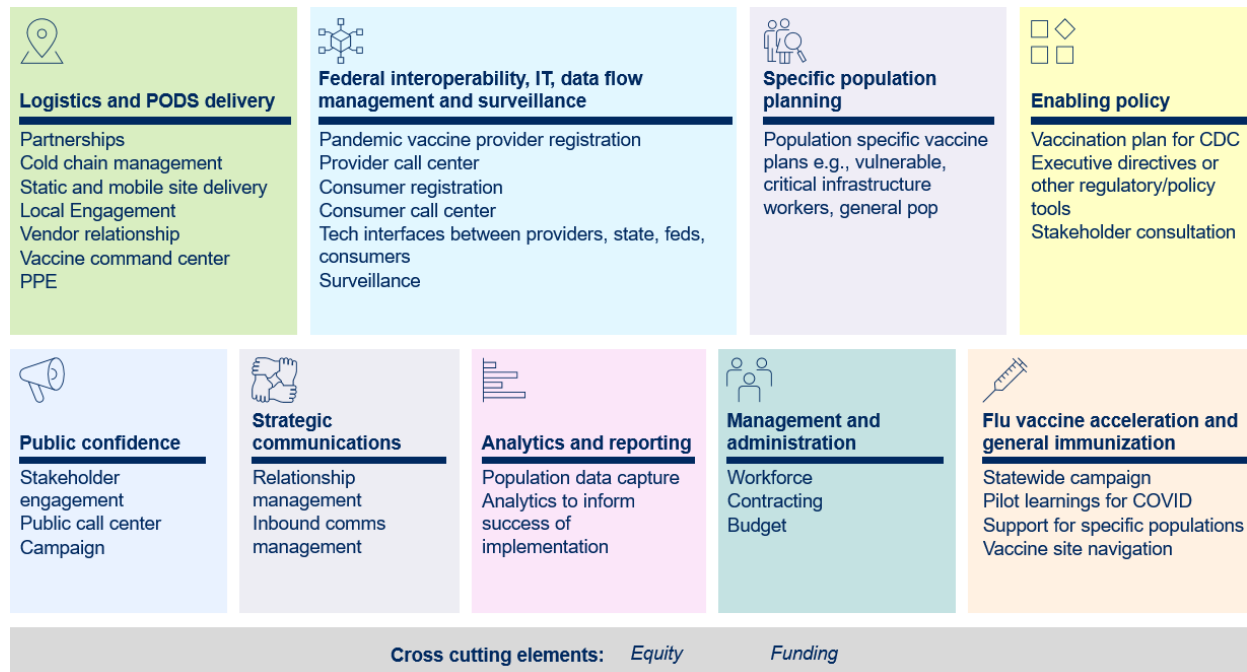 Logistics and PODS delivery
Partnerships
Cold chain management
Static and mobile site delivery
Local Engagement
Vendor relationship
Vaccine command center
PPE
Federal interoperability, IT, data flow
management and surveillance
Pandemic vaccine provider registration
Provider call center
Consumer registration
Consumer call center
Tech interfaces between providers, state, feds,
consumers
Surveillance
Specific population
planning
Population specific vaccine
plans e.g., vulnerable,
critical infrastructure
workers, general pop
Enabling policy
Vaccination plan for CDC
Executive directives or
other regulatory/policy
tools
Stakeholder consultation
Public confidence
Stakeholder
engagement
Public call center
Campaign
Strategic
communications
Relationship
management
Inbound comms
management
Analytics and reporting
Population data capture
Analytics to inform
success of
implementation
Management and
administration
Workforce
Contracting
Budget
Flu vaccine acceleration and
general immunization
Statewide campaign
Pilot learnings for COVID
Support for specific populations
Vaccine site navigation
Cross cutting elements: Equity Funding